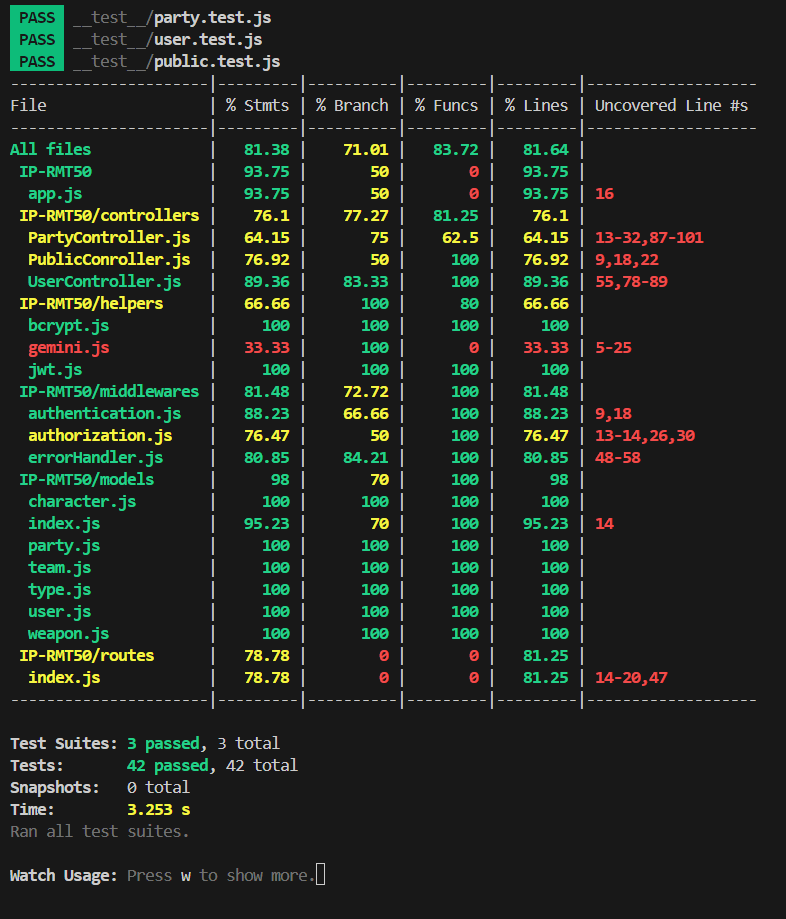 PASS __test__/party.test.js
PASS __test__/user.test.js
PASS __test__/public.test.js
----------------------|---------|----------|---------|---------|-------------------
File                  | % Stmts | % Branch | % Funcs | % Lines | Uncovered Line #s
----------------------|---------|----------|---------|---------|-------------------
All files             |   81.38 |    71.01 |   83.72 |   81.64 |
 IP-RMT50             |   93.75 |       50 |       0 |   93.75 |
  app.js              |   93.75 |       50 |       0 |   93.75 | 16
 IP-RMT50/controllers |    76.1 |    77.27 |   81.25 |    76.1 |
  PartyController.js  |   64.15 |       75 |    62.5 |   64.15 | 13-32,87-101
  PublicConroller.js  |   76.92 |       50 |     100 |   76.92 | 9,18,22
  UserController.js   |   89.36 |    83.33 |     100 |   89.36 | 55,78-89
 IP-RMT50/helpers     |   66.66 |      100 |      80 |   66.66 |
  bcrypt.js           |     100 |      100 |     100 |     100 |
  gemini.js           |   33.33 |      100 |       0 |   33.33 | 5-25
  jwt.js              |     100 |      100 |     100 |     100 |
 IP-RMT50/middlewares |   81.48 |    72.72 |     100 |   81.48 |
  authentication.js   |   88.23 |    66.66 |     100 |   88.23 | 9,18
  authorization.js    |   76.47 |       50 |     100 |   76.47 | 13-14,26,30
  errorHandler.js     |   80.85 |    84.21 |     100 |   80.85 | 48-58
 IP-RMT50/models      |      98 |       70 |     100 |      98 |
  character.js        |     100 |      100 |     100 |     100 |
  index.js            |   95.23 |       70 |     100 |   95.23 | 14
  party.js            |     100 |      100 |     100 |     100 |
  team.js             |     100 |      100 |     100 |     100 |
  type.js             |     100 |      100 |     100 |     100 |
  user.js             |     100 |      100 |     100 |     100 |
  weapon.js           |     100 |      100 |     100 |     100 |
 IP-RMT50/routes      |   78.78 |        0 |       0 |   81.25 |
  index.js            |   78.78 |        0 |       0 |   81.25 | 14-20,47
----------------------|---------|----------|---------|---------|-------------------
Test Suites: 3 passed, 3 total
Tests:       42 passed, 42 total
Snapshots:   0 total
Time:        3.253 s
Ran all test suites.
Watch Usage: Press w to show more.